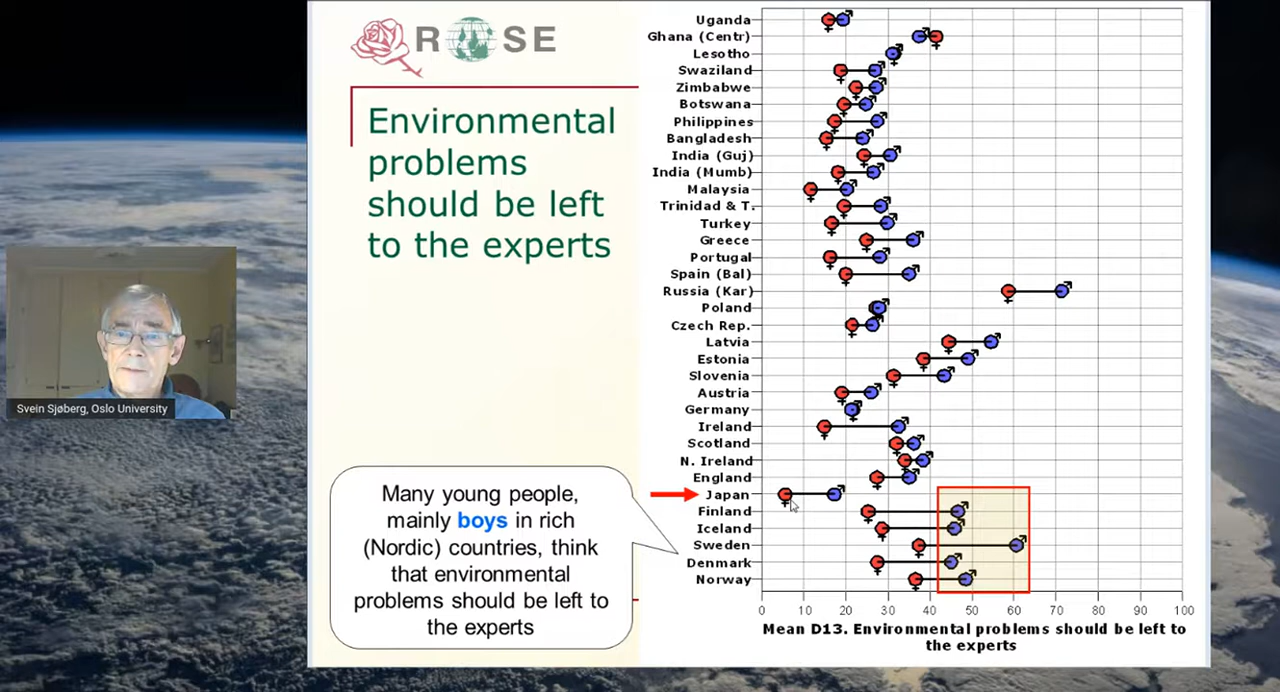 ROSE
Environmental
problems
should be left
to the experts
Many young people,
mainly boys in rich
(Nordic) countries, think
that environmental
problems should be left to
the experts
Svein Sjøberg, Oslo University
Uganda
Ghana (Centr)
Lesotho
Swaziland
Zimbabwe
Botswana
Philippines
Bangladesh
India (Guj)
India (Mumb)
Malaysia
Trinidad & T.
Turkey
Greece
Portugal
Spain (Bal)
Russia (Kar)
Poland
Czech Rep.
Latvia
Estonia
Slovenia
Austria
Germany
Ireland
Scotland
N. Ireland
England
Japan
Finland
Iceland
Sweden
Denmark
Norway
0 10 20 30 40 50 60 70 80 90 100
Mean D13. Environmental problems should be left to
the experts